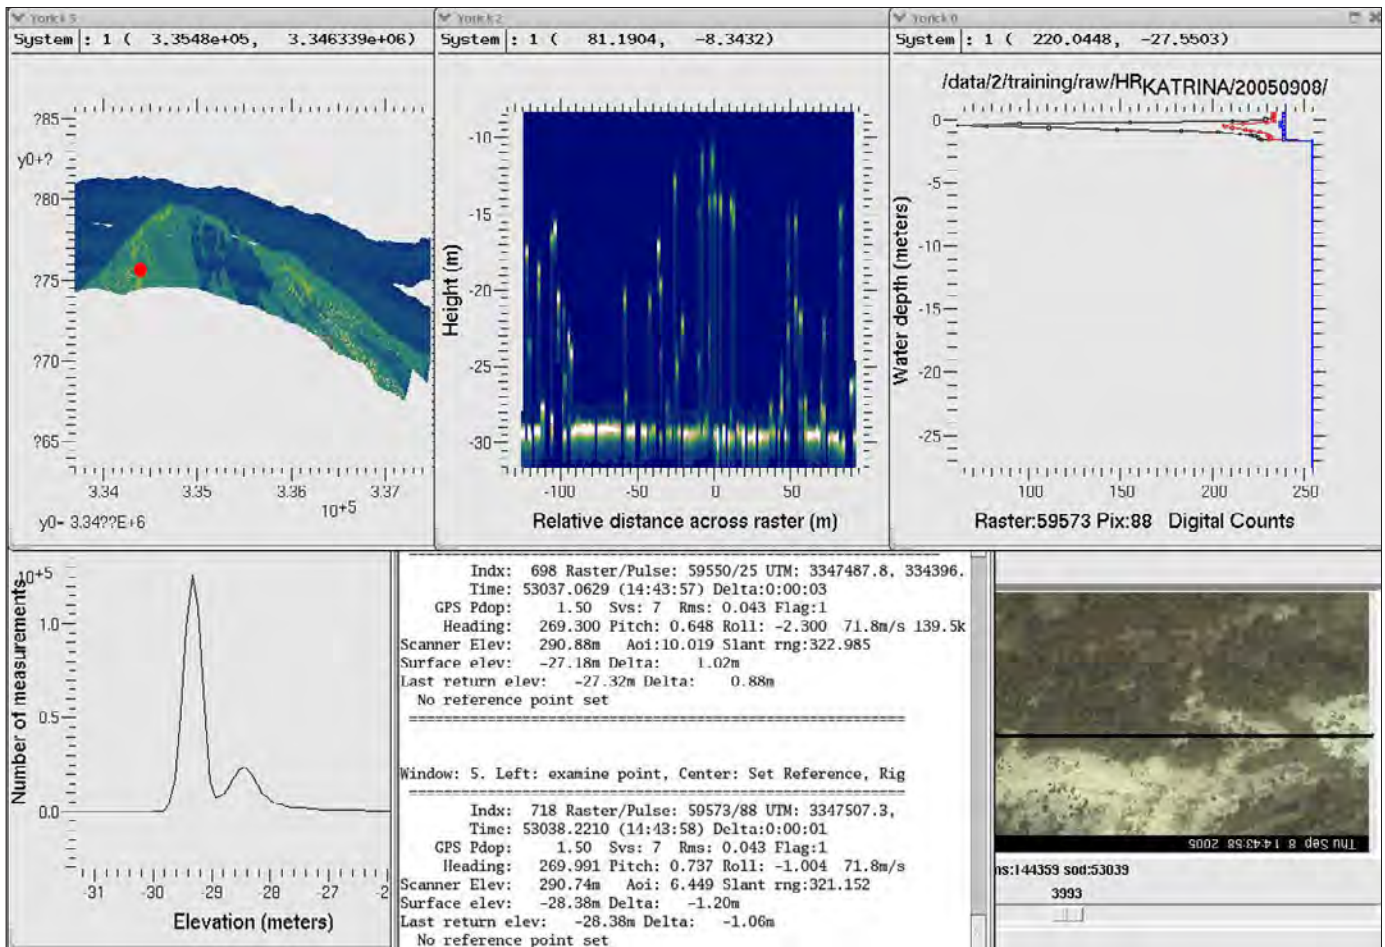 Yorick 5
System : 1 ( 3.3548e+05, 3.346339e+06)
?85
y0+?
?80
?75
?70
?65
3.34 3.35 3.36 3.37
10+5
y0= 3.34??E+6
Yorick 2
System : 1 ( 81.1904, -8.3432)
Height (m)
-10
-15
-20
-25
-30
-100 -50 0 50
Relative distance across raster (m)
Yorick 0
System : 1 ( 220.0448, -27.5503)
/data/2/training/raw/HRKATRINA/20050908/
Water depth (meters)
0
-5
-10
-15
-20
-25
100 150 200 250
Raster:59573 Pix:88 Digital Counts
Number of measurements
10+5
1.0
0.5
0.0
-31 -30 -29 -28 -27 -26
Elevation (meters)
Indx: 698 Raster/Pulse: 59550/25 UTM: 3347487.8, 334396.
Time: 53037.0629 (14:43:57) Delta:0:00:03
GPS Pdop: 1.50 Svs: 7 Rms: 0.043 Flag:1
Heading: 269.300 Pitch: 0.648 Roll: -2.300 71.8m/s 139.5k
Scanner Elev: 290.88m Aoi:10.019 Slant rng:322.985
Surface elev: -27.18m Delta: 1.02m
Last return elev: -27.32m Delta: 0.88m
No reference point set
Window: 5. Left: examine point, Center: Set Reference, Rig
Indx: 718 Raster/Pulse: 59573/88 UTM: 3347507.3,
Time: 53038.2210 (14:43:58) Delta:0:00:01
GPS Pdop: 1.50 Svs: 7 Rms: 0.043 Flag:1
Heading: 269.991 Pitch: 0.737 Roll: -1.004 71.8m/s
Scanner Elev: 290.74m Aoi: 6.449 Slant rng:321.152
Surface elev: -28.38m Delta: -1.20m
Last return elev: -28.38m Delta: -1.06m
No reference point set
Thu Sep 8 14:43:58 2005
ms:144359 sod:53039
3993